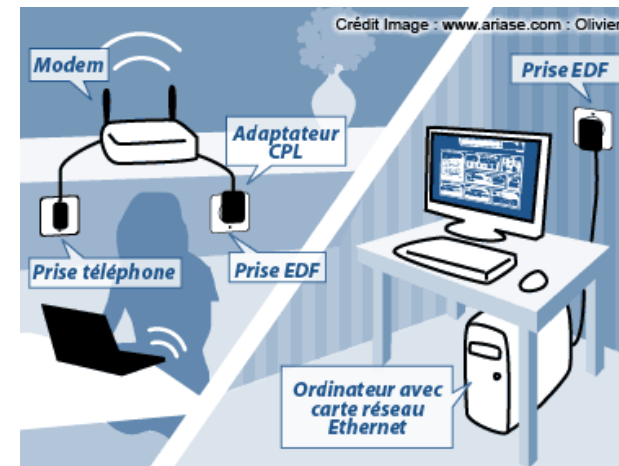 Crédit Image : www.ariase.com : Olivier
Modem
Prise EDF
Adaptateur
CPL
Prise téléphone
Prise EDF
Ordinateur avec
carte réseau
Ethernet